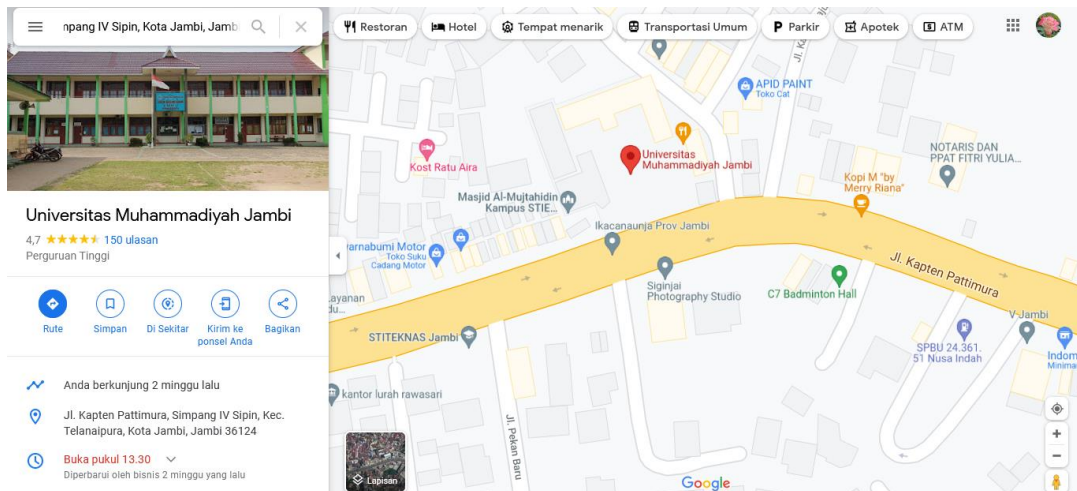 npang IV Sipin, Kota Jambi, Jamb
Universitas Muhammadiyah Jambi
4,7 150 ulasan
Perguruan Tinggi
Rute
Simpan
Di Sekitar
Kirim ke
ponsel Anda
Bagikan
Anda berkunjung 2 minggu lalu
Jl. Kapten Pattimura, Simpang IV Sipin, Kec.
Telanaipura, Kota Jambi, Jambi 36124
Buka pukul 13.30
Diperbarui oleh bisnis 2 minggu yang lalu
Restoran
Hotel
Tempat menarik
Transportasi Umum
Parkir
Apotek
ATM
Jl. Ka
APID PAINT
Toko Cat
Kost Ratu Aira
Universitas
Muhammadiyah Jambi
NOTARIS DAN
PPAT FITRI YULIA...
Kopi M "by
Merry Riana"
Masjid Al-Mujtahidin
Kampus STIE...
Ikacanaunja Prov Jambi
arnabumi Motor
Toko Suku
Cadang Motor
Jl. Kapten Pattimura
Siginjai
Photography Studio
C7 Badminton Hall
ayanan
du...
STITEKNAS Jambi
V-Jambi
SPBU 24.361.
51 Nusa Indah
Indom
Minima
kantor lurah rawasari
Jl. Pekan Baru
Lapisan
Google